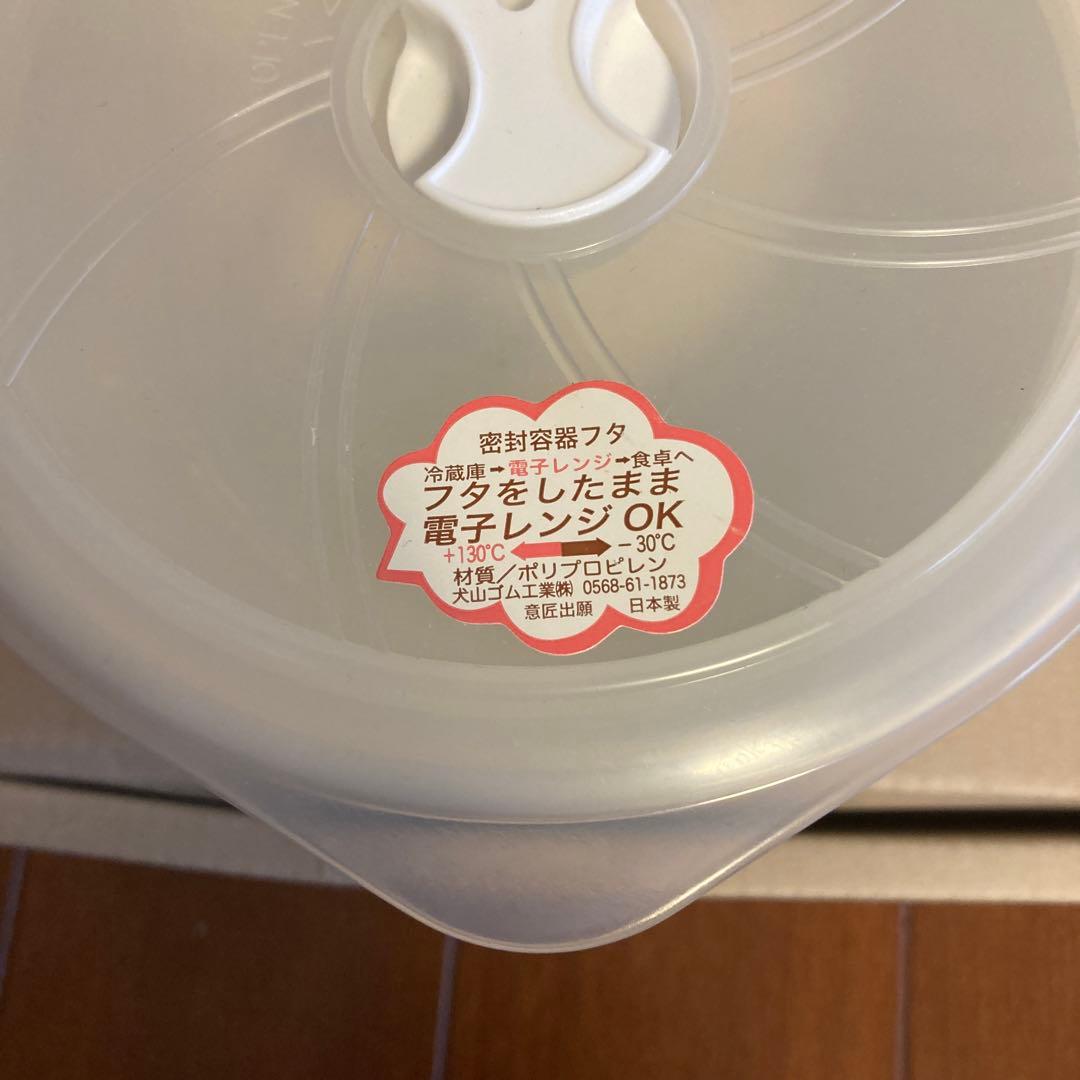 密封容器フタ
冷蔵庫➡電子レンジ➡食卓へ
フタをしたまま
電子レンジ OK
+130℃ －30℃
材質／ポリプロピレン
犬山ゴム工業㈱ 0568-61-1873
意匠出願 日本製